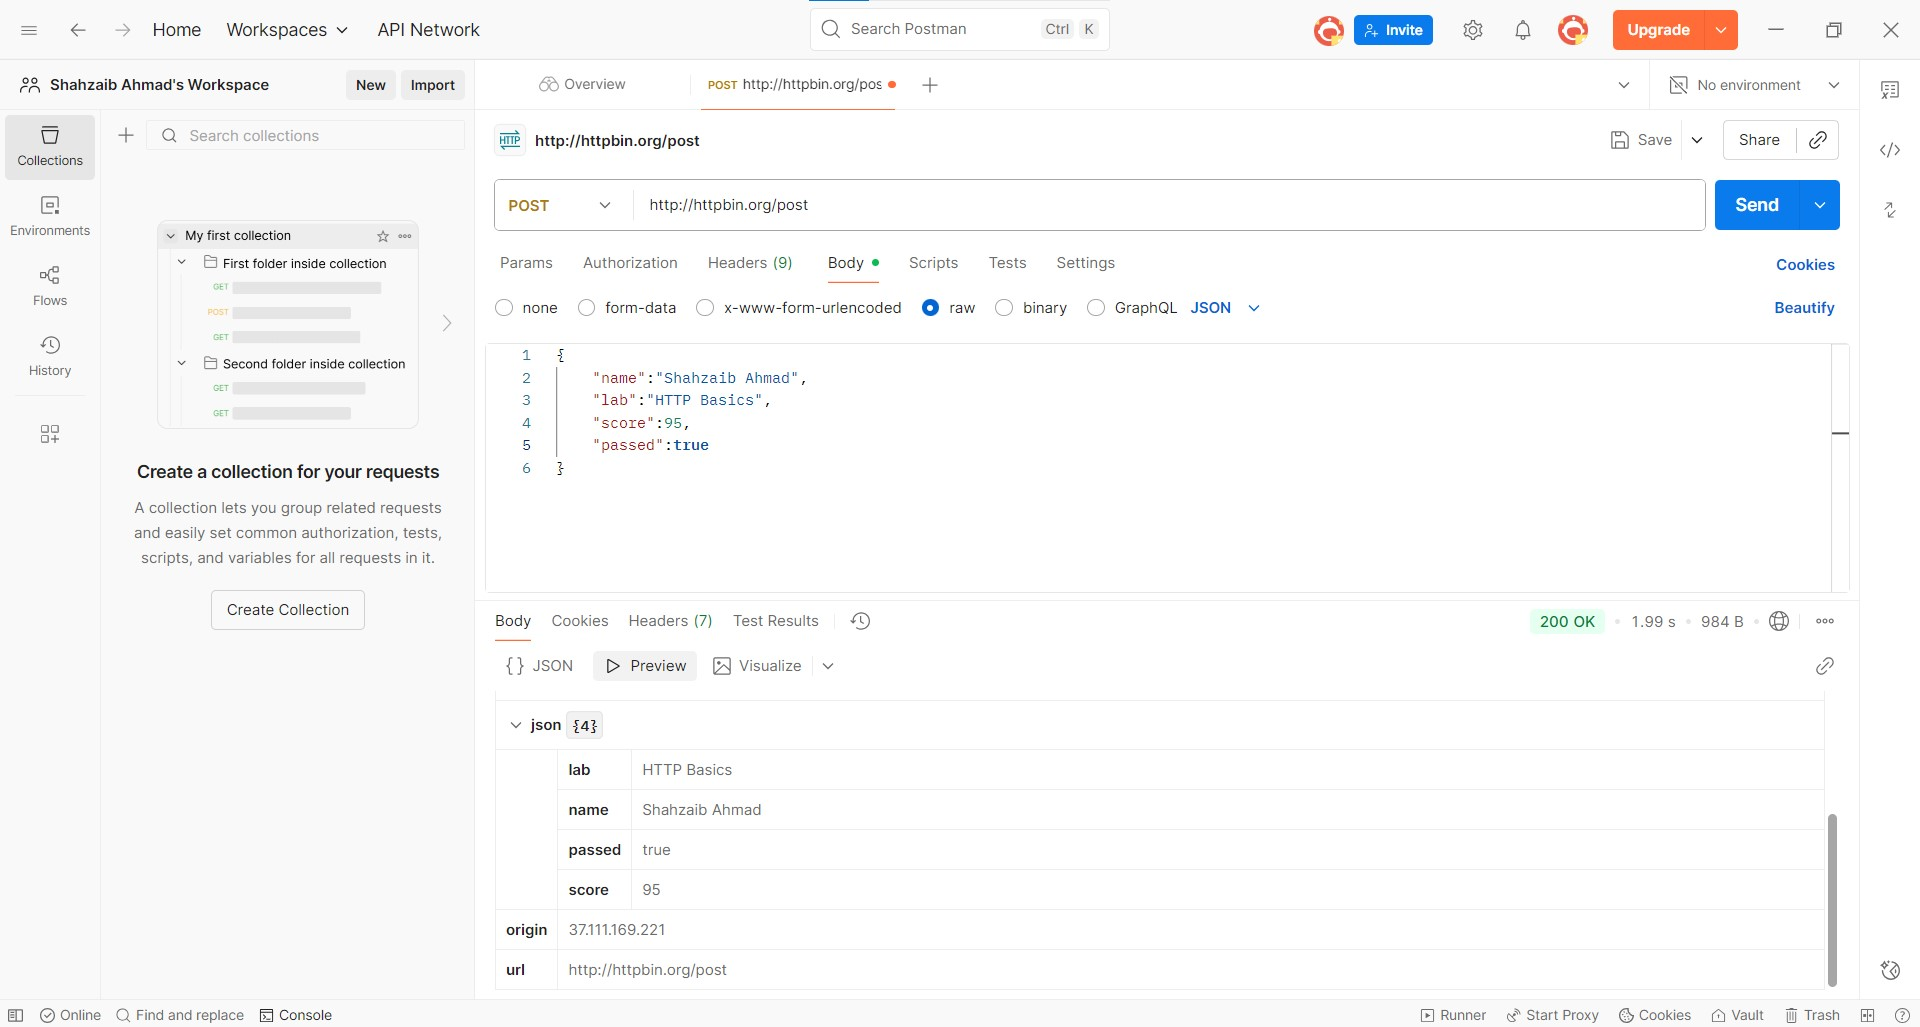 Home Workspaces API Network Search Postman Ctrl K Invite Upgrade
Shahzaib Ahmad's Workspace New Import Overview POST http://httpbin.org/pos No environment
Collections
Environments
Flows
History
Search collections
My first collection
First folder inside collection
GET
POST
GET
Second folder inside collection
GET
GET
Create a collection for your requests
A collection lets you group related requests
and easily set common authorization, tests,
scripts, and variables for all requests in it.
Create Collection
HTTP http://httpbin.org/post Save Share
POST http://httpbin.org/post Send
Params Authorization Headers (9) Body Scripts Tests Settings Cookies
none form-data x-www-form-urlencoded raw binary GraphQL JSON Beautify
1 {
2 "name":"Shahzaib Ahmad",
3 "lab":"HTTP Basics",
4 "score":95,
5 "passed":true
6 }
Body Cookies Headers (7) Test Results 200 OK • 1.99 s • 984 B
{} JSON Preview Visualize
json {4}
lab HTTP Basics
name Shahzaib Ahmad
passed true
score 95
origin 37.111.169.221
url http://httpbin.org/post
Online Find and replace Console Runner Start Proxy Cookies Vault Trash